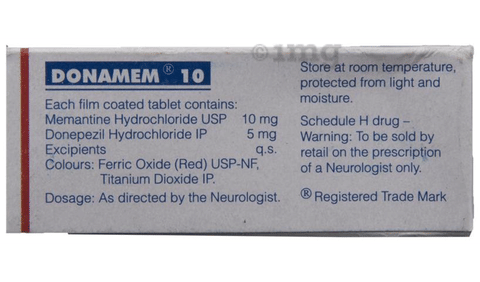 1mg
DONAMEM® 10
Each film coated tablet contains:
Memantine Hydrochloride USP 10 mg
Donepezil Hydrochloride IP 5 mg
Excipients q.s.
Colours: Ferric Oxide (Red) USP-NF,
Titanium Dioxide IP.
Dosage: As directed by the Neurologist.
Store at room temperature,
protected from light and
moisture.
Schedule H drug –
Warning: To be sold by
retail on the prescription
of a Neurologist only.
® Registered Trade Mark